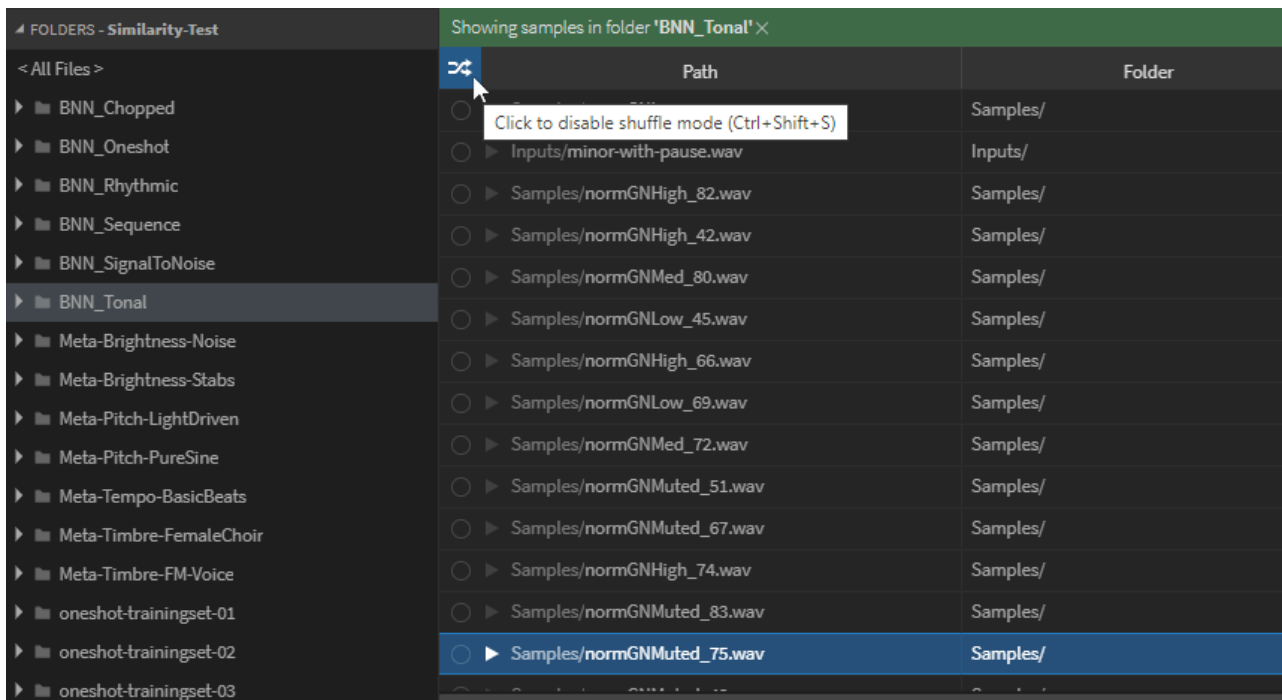 FOLDERS - Similarity-Test
< All Files >
BNN_Chopped
BNN_Oneshot
BNN_Rhythmic
BNN_Sequence
BNN_SignalToNoise
BNN_Tonal
Meta-Brightness-Noise
Meta-Brightness-Stabs
Meta-Pitch-LightDriven
Meta-Pitch-PureSine
Meta-Tempo-BasicBeats
Meta-Timbre-FemaleChoir
Meta-Timbre-FM-Voice
oneshot-trainingset-01
oneshot-trainingset-02
oneshot-trainingset-03
Showing samples in folder 'BNN_Tonal' ×
Path Folder
Samples/
Click to disable shuffle mode (Ctrl+Shift+S)
Inputs/minor-with-pause.wav Inputs/
Samples/normGNHigh_82.wav Samples/
Samples/normGNHigh_42.wav Samples/
Samples/normGNMed_80.wav Samples/
Samples/normGNLow_45.wav Samples/
Samples/normGNHigh_66.wav Samples/
Samples/normGNLow_69.wav Samples/
Samples/normGNMed_72.wav Samples/
Samples/normGNMuted_51.wav Samples/
Samples/normGNMuted_67.wav Samples/
Samples/normGNHigh_74.wav Samples/
Samples/normGNMuted_83.wav Samples/
Samples/normGNMuted_75.wav Samples/